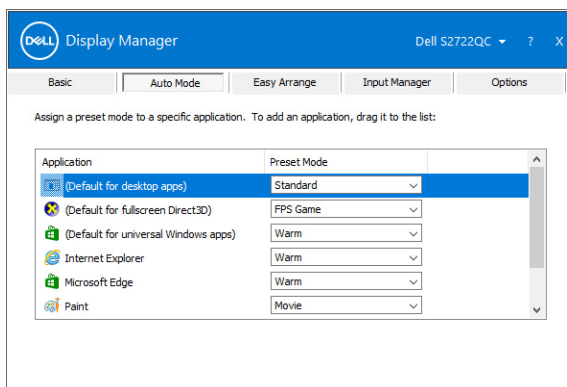 DELL Display Manager Dell S2722QC ? X
Basic Auto Mode Easy Arrange Input Manager Options
Assign a preset mode to a specific application. To add an application, drag it to the list:
Application Preset Mode
(Default for desktop apps) Standard
(Default for fullscreen Direct3D) FPS Game
(Default for universal Windows apps) Warm
Internet Explorer Warm
Microsoft Edge Warm
Paint Movie